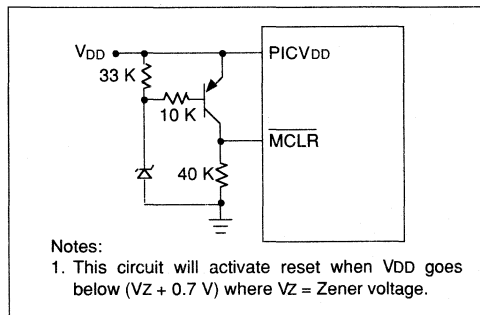 VDD
PICVDD
33 K
10 K
MCLR
40 K
Notes:
1. This circuit will activate reset when VDD goes
below (VZ + 0.7 V) where VZ = Zener voltage.